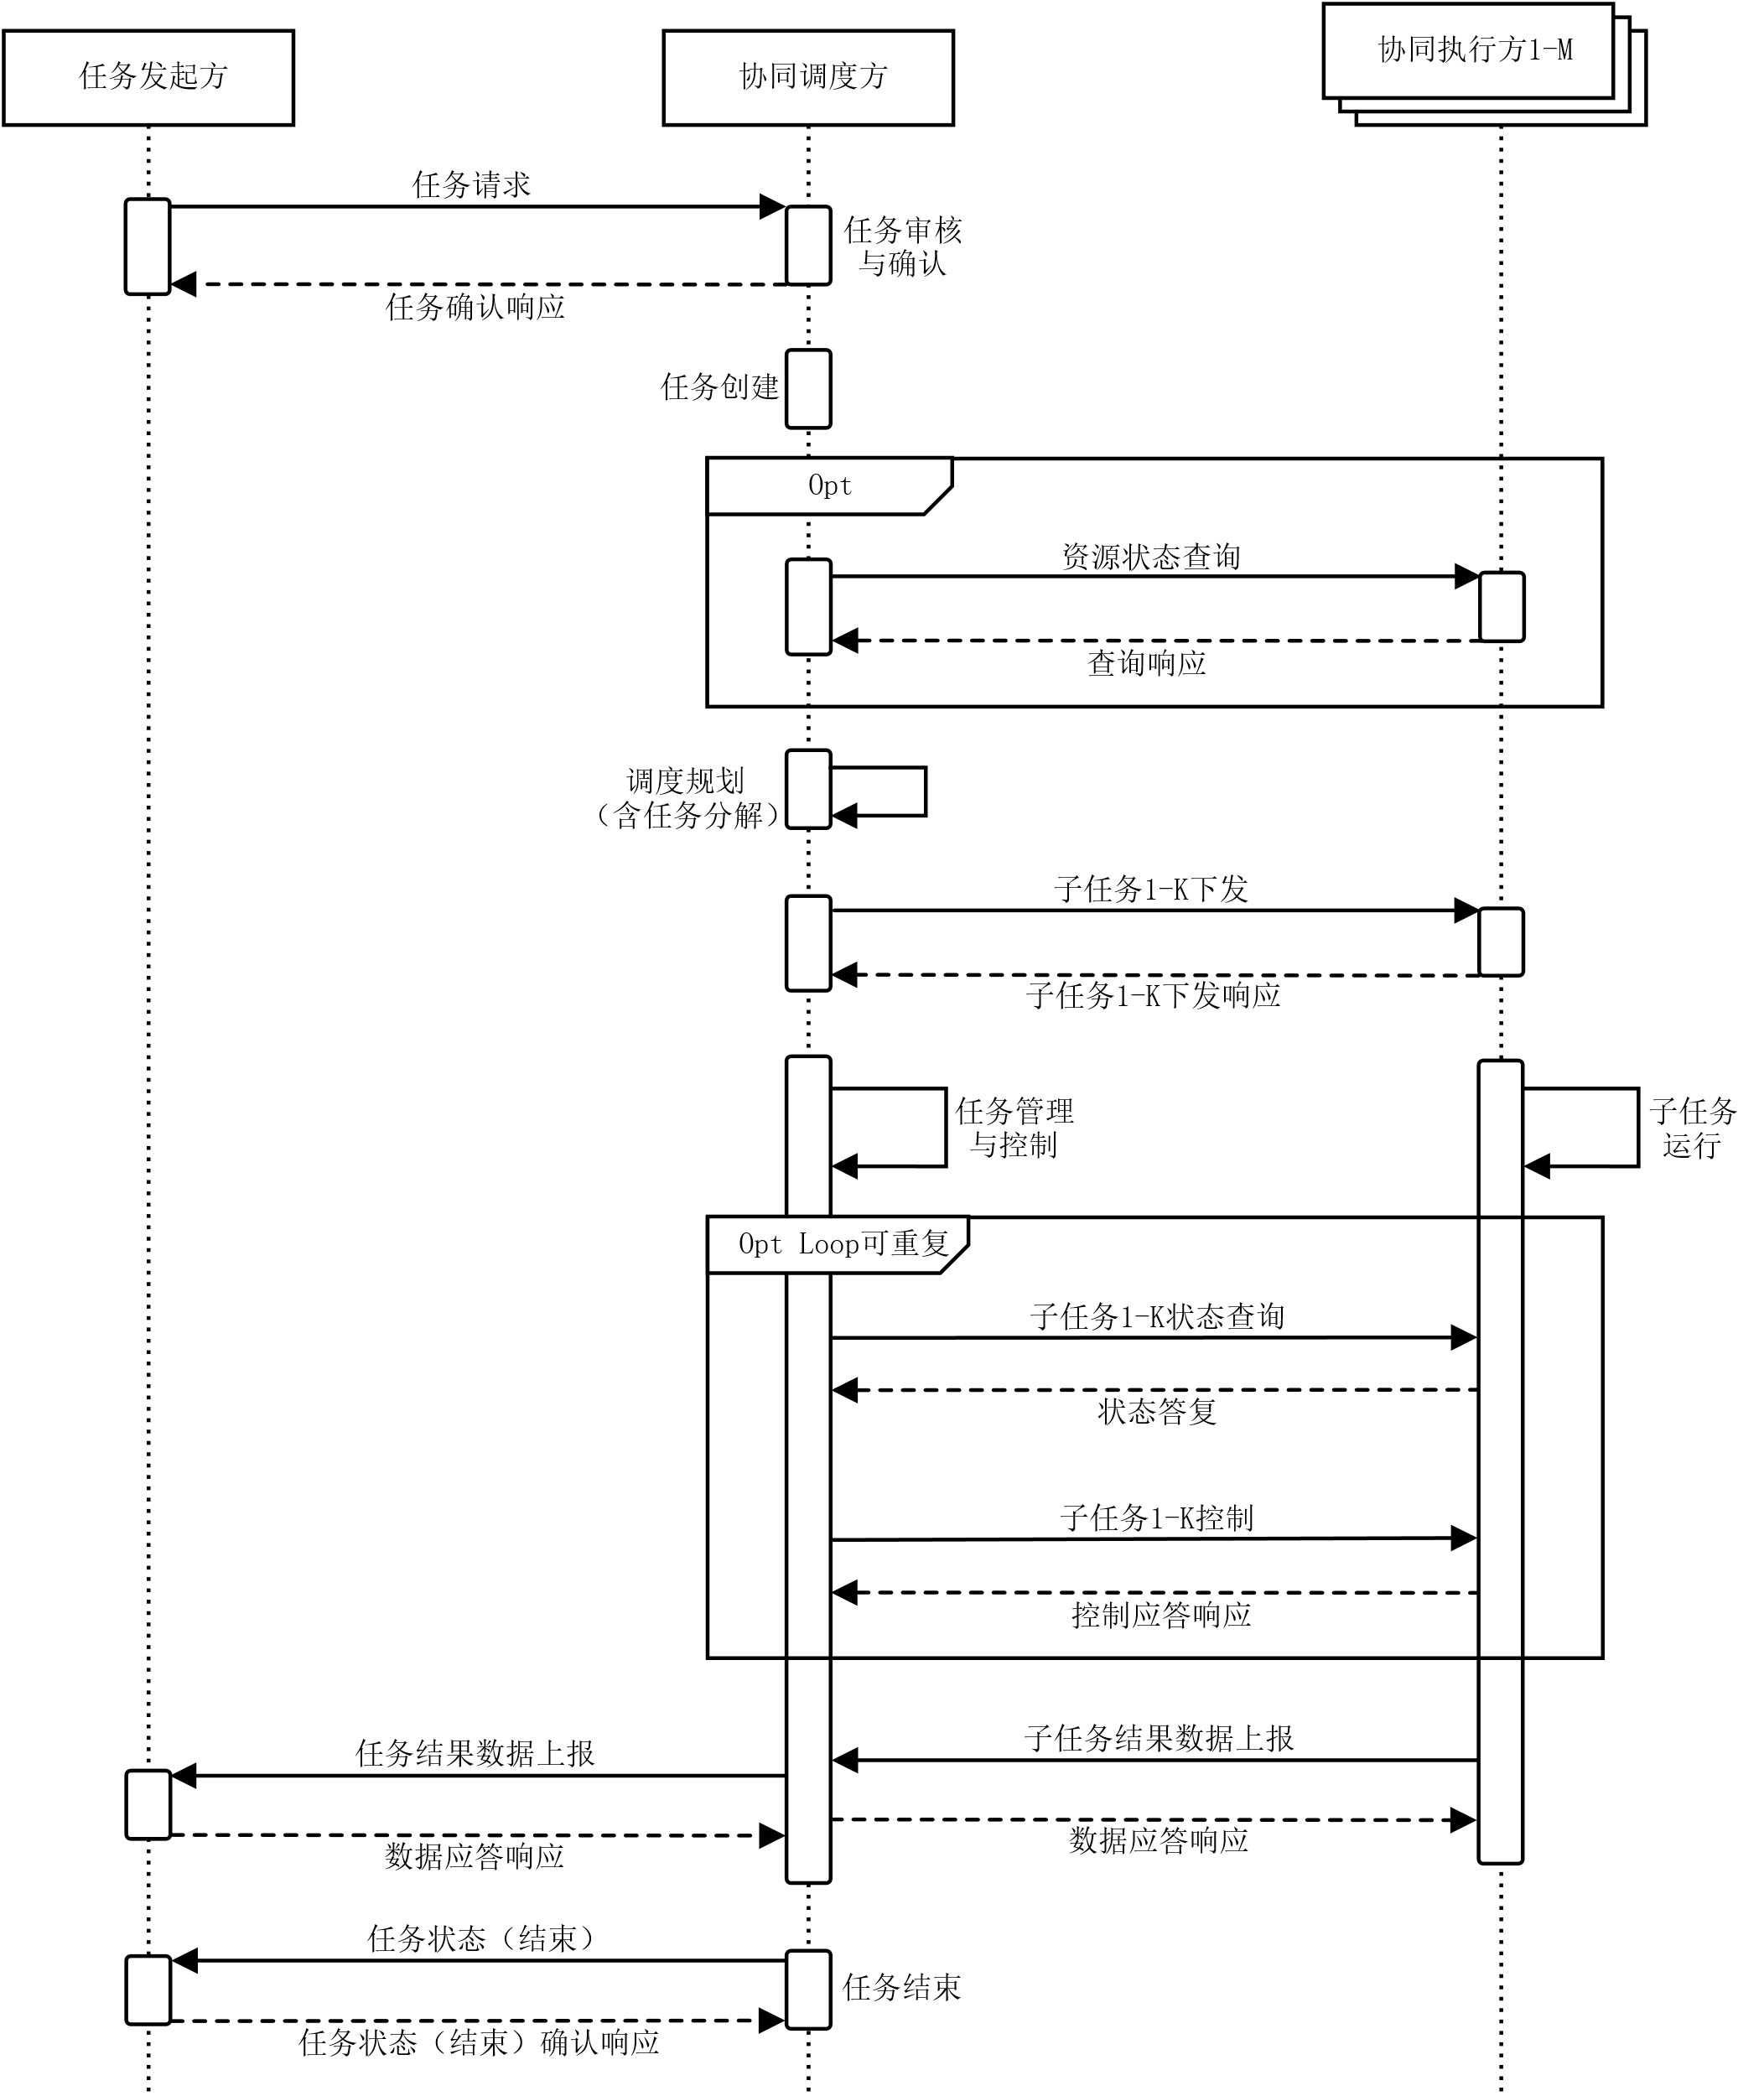 任务发起方
协同调度方
协同执行方1-M
任务请求
任务审核
与确认
任务确认响应
任务创建
Opt
资源状态查询
查询响应
调度规划
（含任务分解）
子任务1-K下发
子任务1-K下发响应
任务管理
与控制
子任务
运行
Opt Loop可重复
子任务1-K状态查询
状态答复
子任务1-K控制
控制应答响应
子任务结果数据上报
任务结果数据上报
数据应答响应
数据应答响应
任务状态（结束）
任务结束
任务状态（结束）确认响应